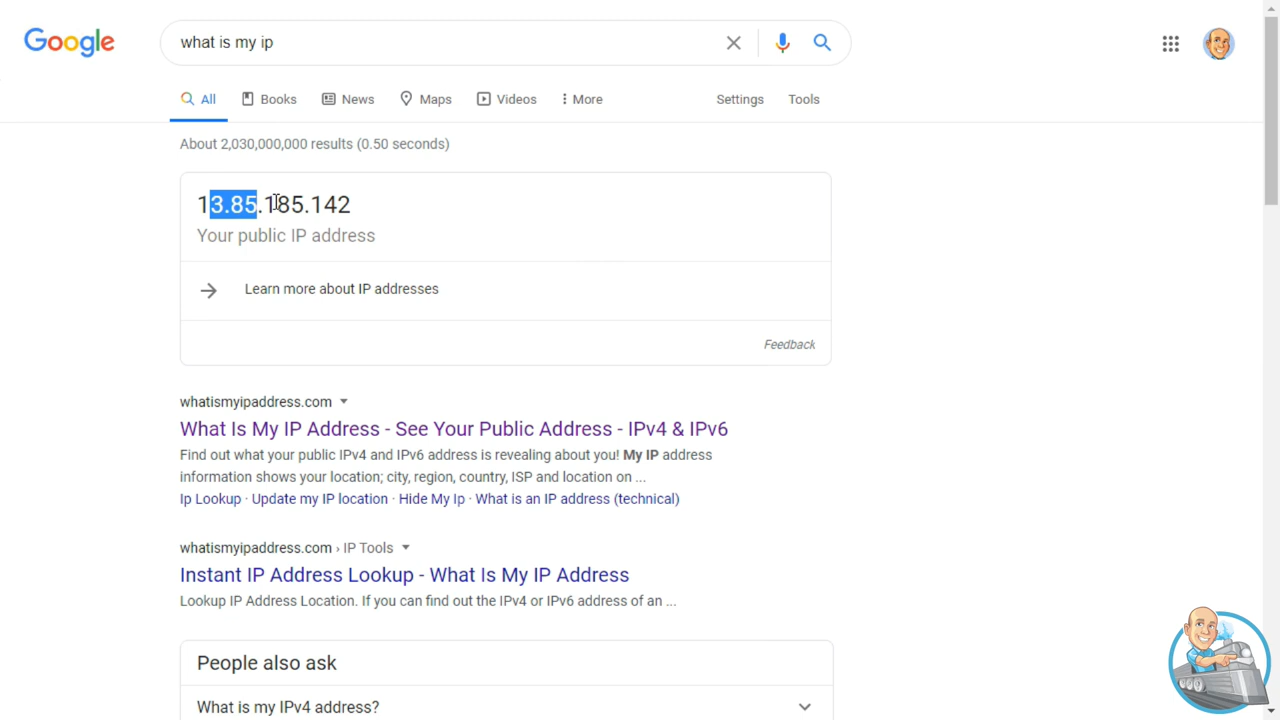 Google
what is my ip
All
Books
News
Maps
Videos
More
Settings
Tools
About 2,030,000,000 results (0.50 seconds)
13.85.185.142
Your public IP address
Learn more about IP addresses
Feedback
whatismyipaddress.com
What Is My IP Address - See Your Public Address - IPv4 & IPv6
Find out what your public IPv4 and IPv6 address is revealing about you! My IP address
information shows your location; city, region, country, ISP and location on ...
Ip Lookup · Update my IP location · Hide My Ip · What is an IP address (technical)
whatismyipaddress.com › IP Tools
Instant IP Address Lookup - What Is My IP Address
Lookup IP Address Location. If you can find out the IPv4 or IPv6 address of an ...
People also ask
What is my IPv4 address?